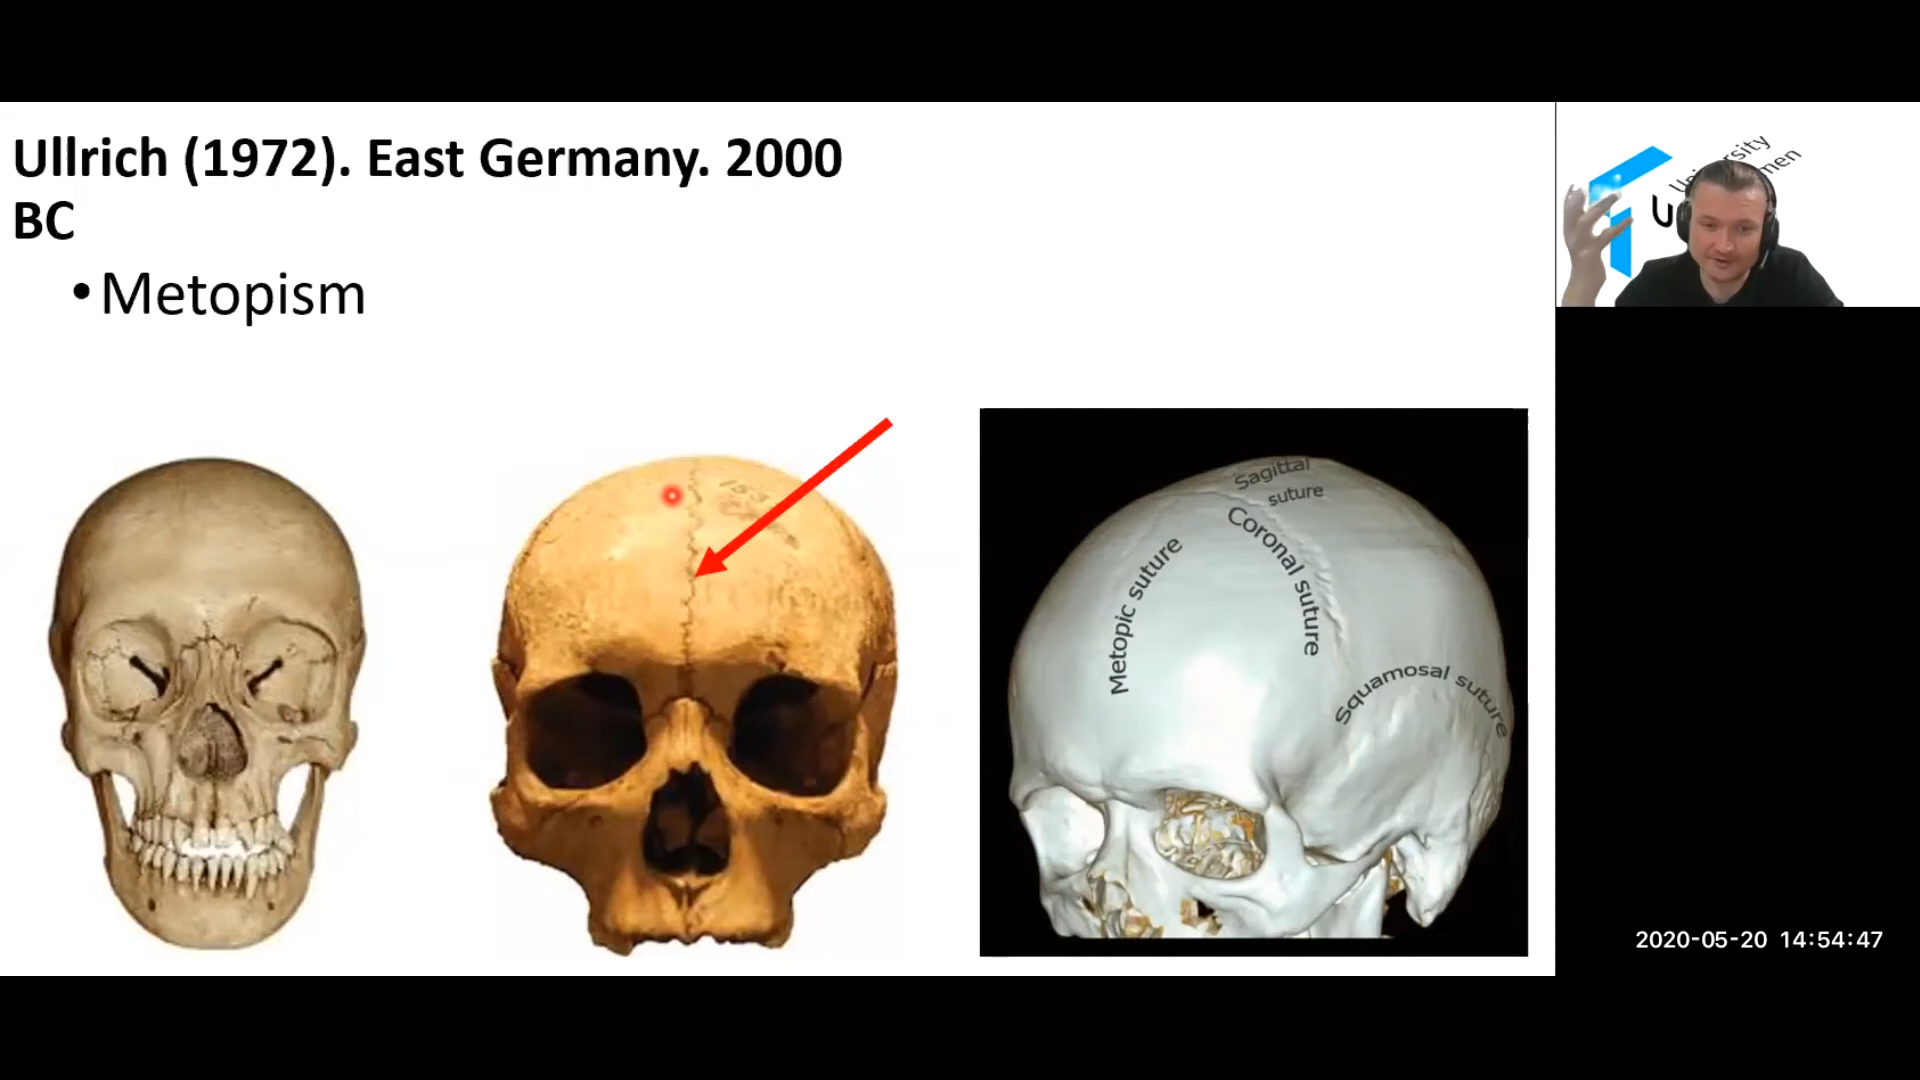 Ullrich (1972). East Germany. 2000
BC
• Metopism
153
Sagittal
suture
Coronal suture
Metopic suture
Squamosal suture
2020-05-20 14:54:47